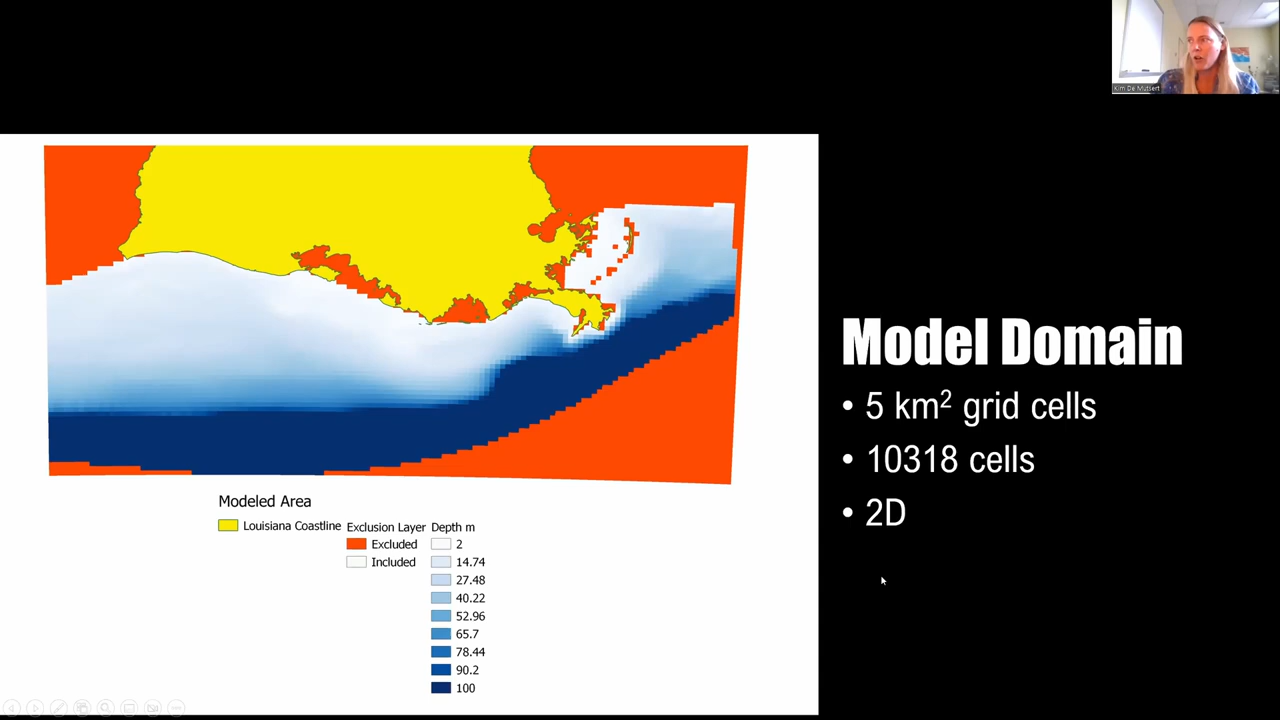 Kim De Mutsert
Model Domain
• 5 km² grid cells
• 10318 cells
• 2D
Modeled Area
Louisiana Coastline
Exclusion Layer
Excluded
Included
Depth m
2
14.74
27.48
40.22
52.96
65.7
78.44
90.2
100